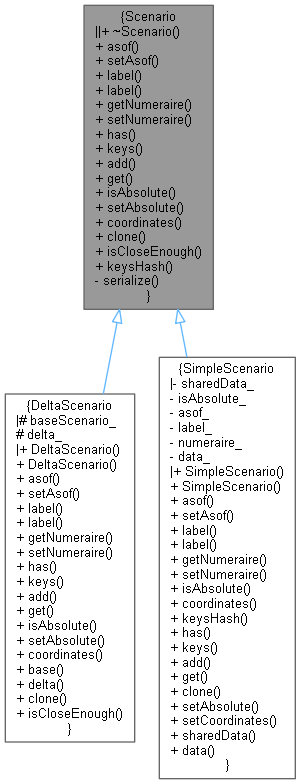 {Scenario
||+ ~Scenario()
+ asof()
+ setAsof()
+ label()
+ label()
+ getNumeraire()
+ setNumeraire()
+ has()
+ keys()
+ add()
+ get()
+ isAbsolute()
+ setAbsolute()
+ coordinates()
+ clone()
+ isCloseEnough()
+ keysHash()
- serialize()
}
{DeltaScenario
|# baseScenario_
# delta_
|+ DeltaScenario()
+ DeltaScenario()
+ asof()
+ setAsof()
+ label()
+ label()
+ getNumeraire()
+ setNumeraire()
+ has()
+ keys()
+ add()
+ get()
+ isAbsolute()
+ setAbsolute()
+ coordinates()
+ base()
+ delta()
+ clone()
+ isCloseEnough()
}
{SimpleScenario
|- sharedData_
- isAbsolute_
- asof_
- label_
- numeraire_
- data_
|+ SimpleScenario()
+ SimpleScenario()
+ asof()
+ setAsof()
+ label()
+ label()
+ getNumeraire()
+ setNumeraire()
+ isAbsolute()
+ coordinates()
+ keysHash()
+ has()
+ keys()
+ add()
+ get()
+ clone()
+ setAbsolute()
+ setCoordinates()
+ sharedData()
+ data()
}